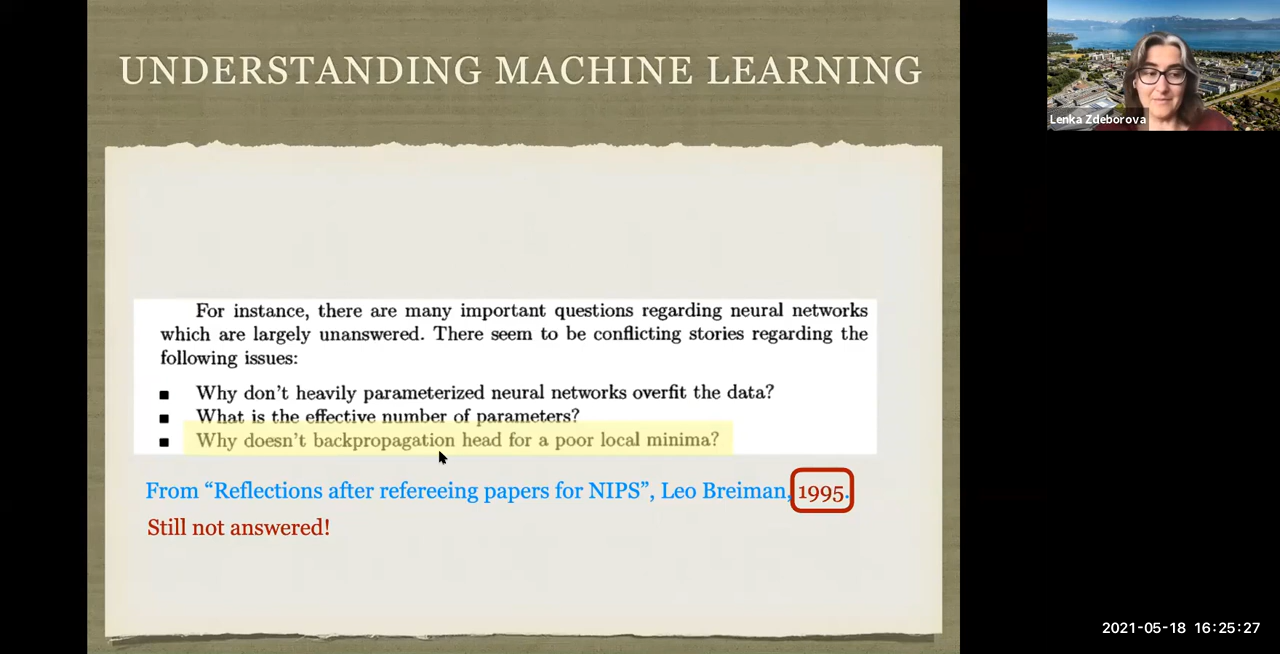 UNDERSTANDING MACHINE LEARNING
Lenka Zdeborova
For instance, there are many important questions regarding neural networks
which are largely unanswered. There seem to be conflicting stories regarding the
following issues:
■ Why don't heavily parameterized neural networks overfit the data?
■ What is the effective number of parameters?
■ Why doesn't backpropagation head for a poor local minima?
From “Reflections after refereeing papers for NIPS”, Leo Breiman, 1995.
Still not answered!
2021-05-18 16:25:27